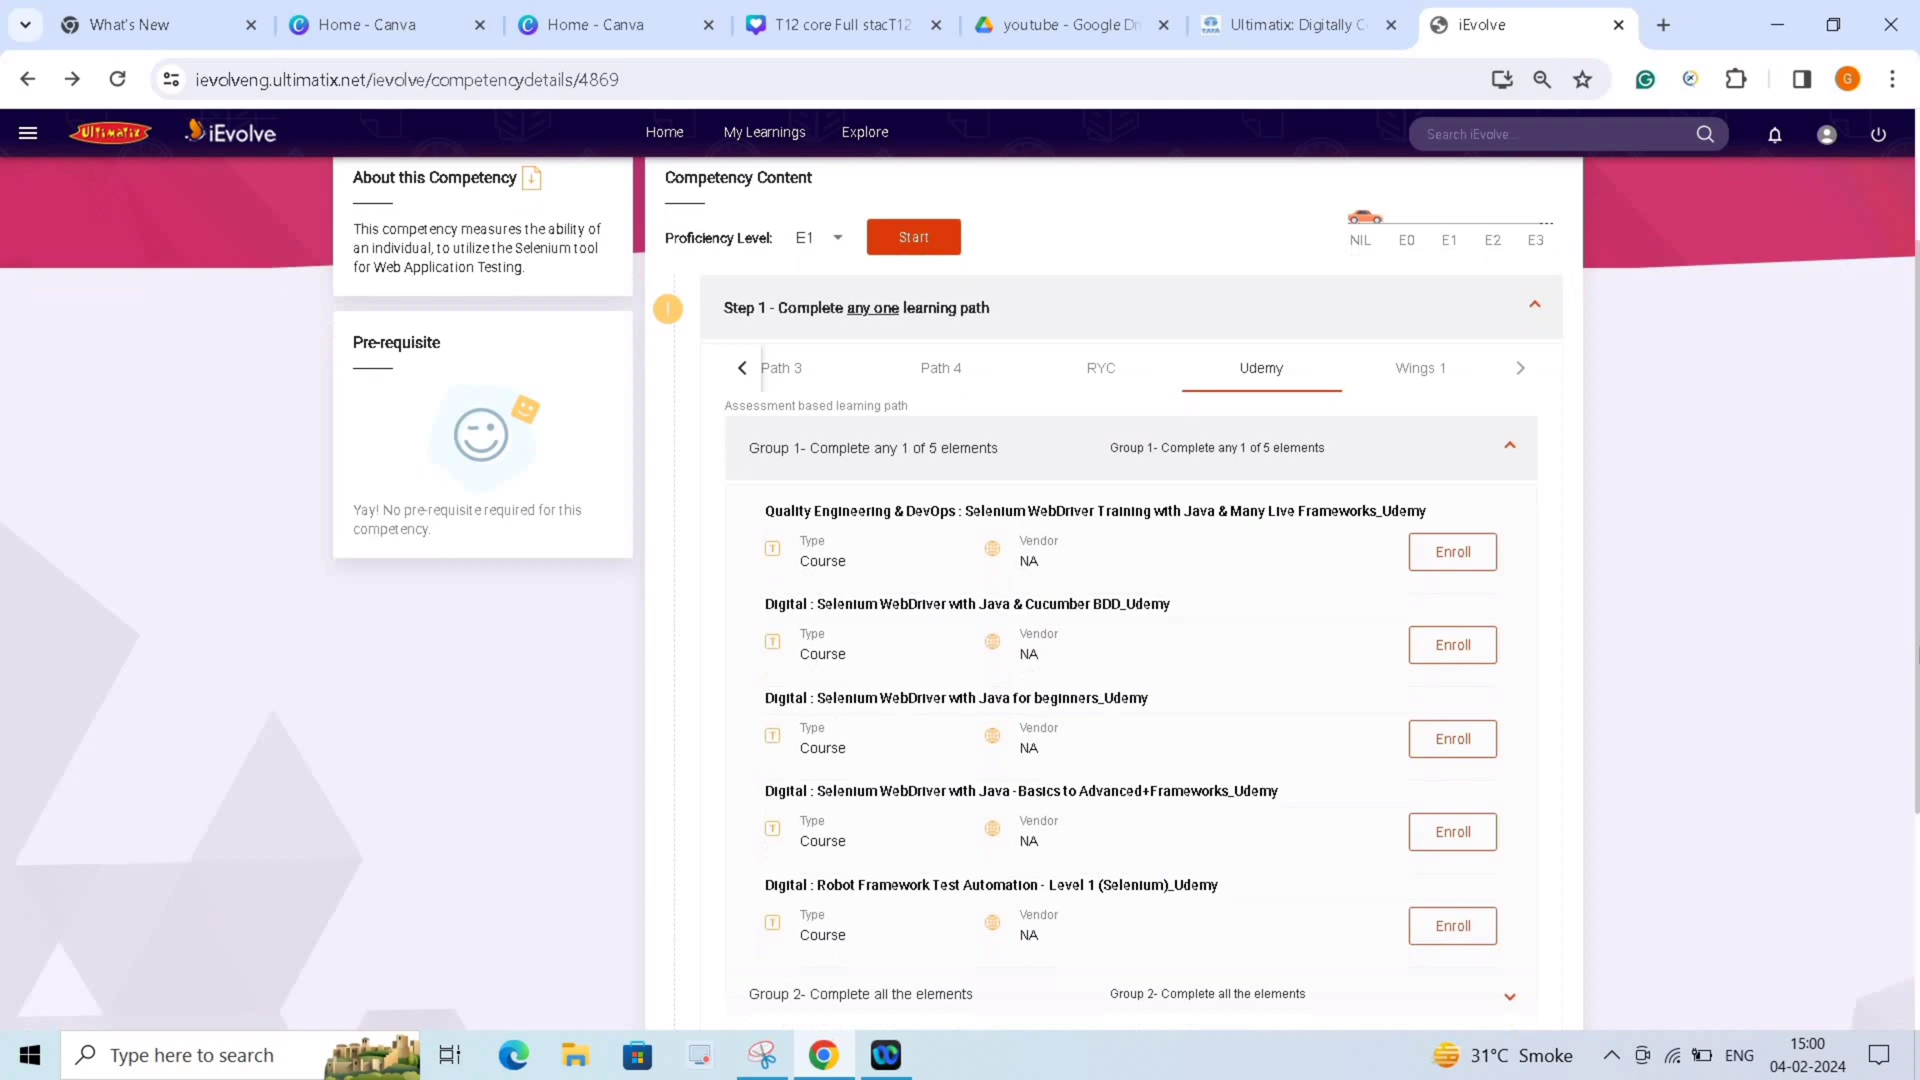 What's New
Home - Canva
Home - Canva
T12 core Full stacT12
youtube - Google Dr
Ultimatix: Digitally C
iEvolve
ievolveng.ultimatix.net/ievolve/competencydetails/4869
G
Ultimatix
iEvolve
Home
My Learnings
Explore
Search iEvolve...
About this Competency
This competency measures the ability of
an individual, to utilize the Selenium tool
for Web Application Testing.
Pre-requisite
Yay! No pre-requisite required for this
competency.
Competency Content
Proficiency Level: E1
Start
NIL E0 E1 E2 E3
Step 1 - Complete any one learning path
Path 3
Path 4
RYC
Udemy
Wings 1
Assessment based learning path
Group 1- Complete any 1 of 5 elements
Group 1- Complete any 1 of 5 elements
Quality Engineering & DevOps : Selenium WebDriver Training with Java & Many Live Frameworks_Udemy
T
Type
Course
Vendor
NA
Enroll
Digital : Selenium WebDriver with Java & Cucumber BDD_Udemy
T
Type
Course
Vendor
NA
Enroll
Digital : Selenium WebDriver with Java for beginners_Udemy
T
Type
Course
Vendor
NA
Enroll
Digital : Selenium WebDriver with Java -Basics to Advanced+Frameworks_Udemy
T
Type
Course
Vendor
NA
Enroll
Digital : Robot Framework Test Automation - Level 1 (Selenium)_Udemy
T
Type
Course
Vendor
NA
Enroll
Group 2- Complete all the elements
Group 2- Complete all the elements
Type here to search
31°C Smoke
ENG
15:00
04-02-2024